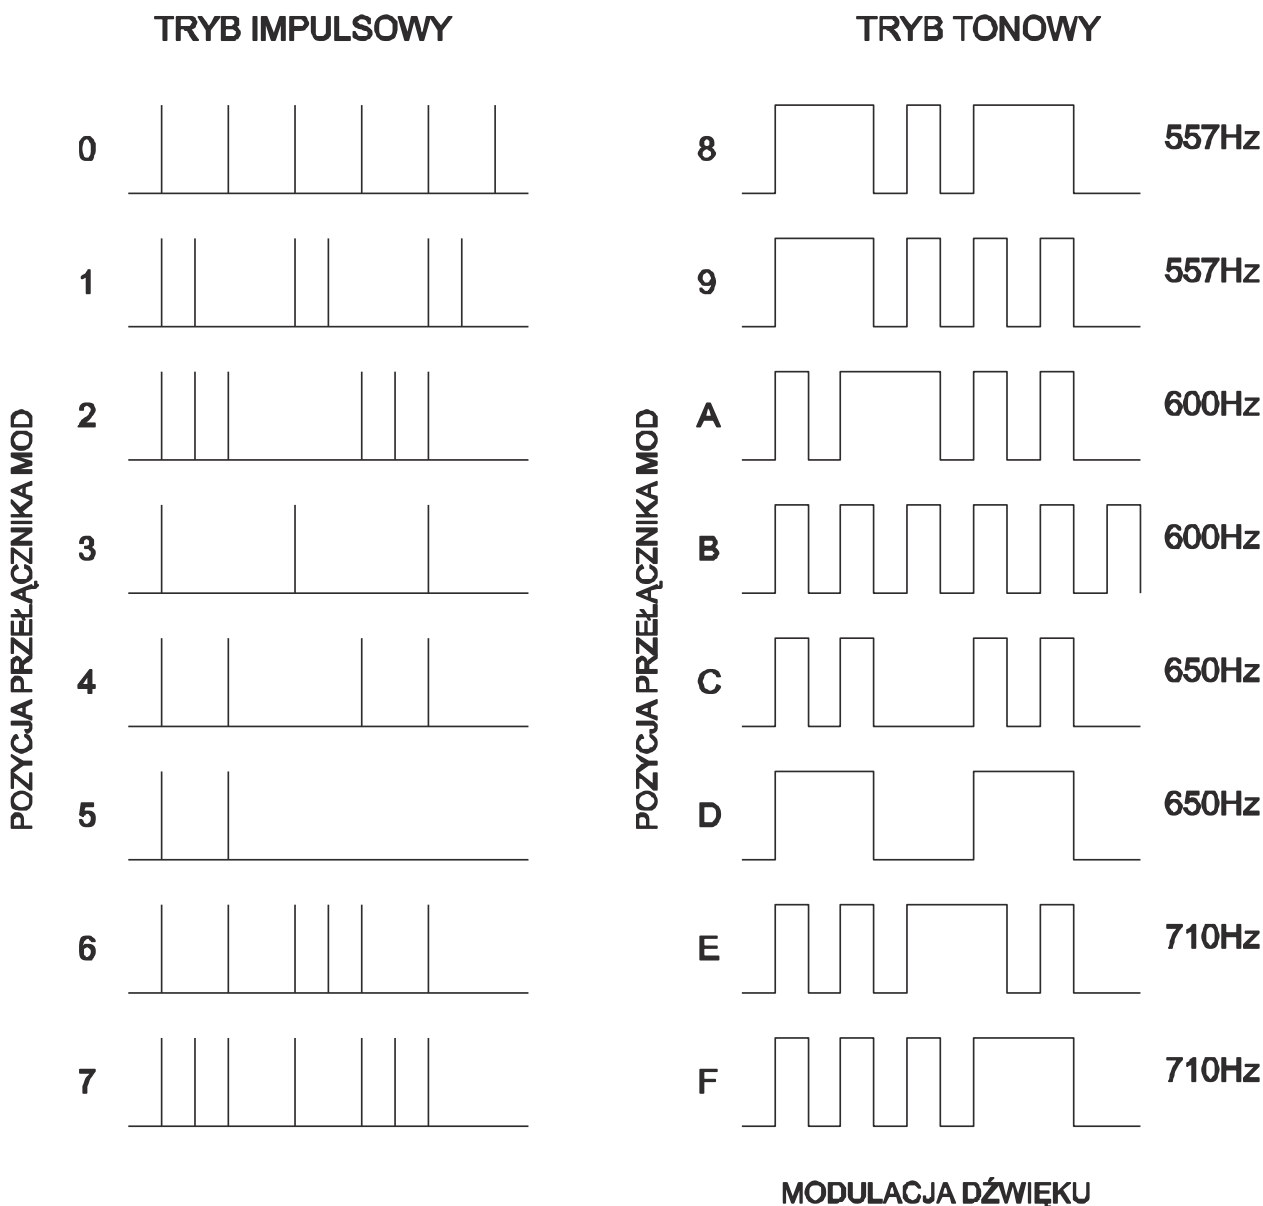 TRYB IMPULSOWY
TRYB TONOWY
POZYCJA PRZEŁĄCZNIKA MOD
0
1
2
3
4
5
6
7
POZYCJA PRZEŁĄCZNIKA MOD
8 557Hz
9 557Hz
A 600Hz
B 600Hz
C 650Hz
D 650Hz
E 710Hz
F 710Hz
MODULACJA DŹWIĘKU